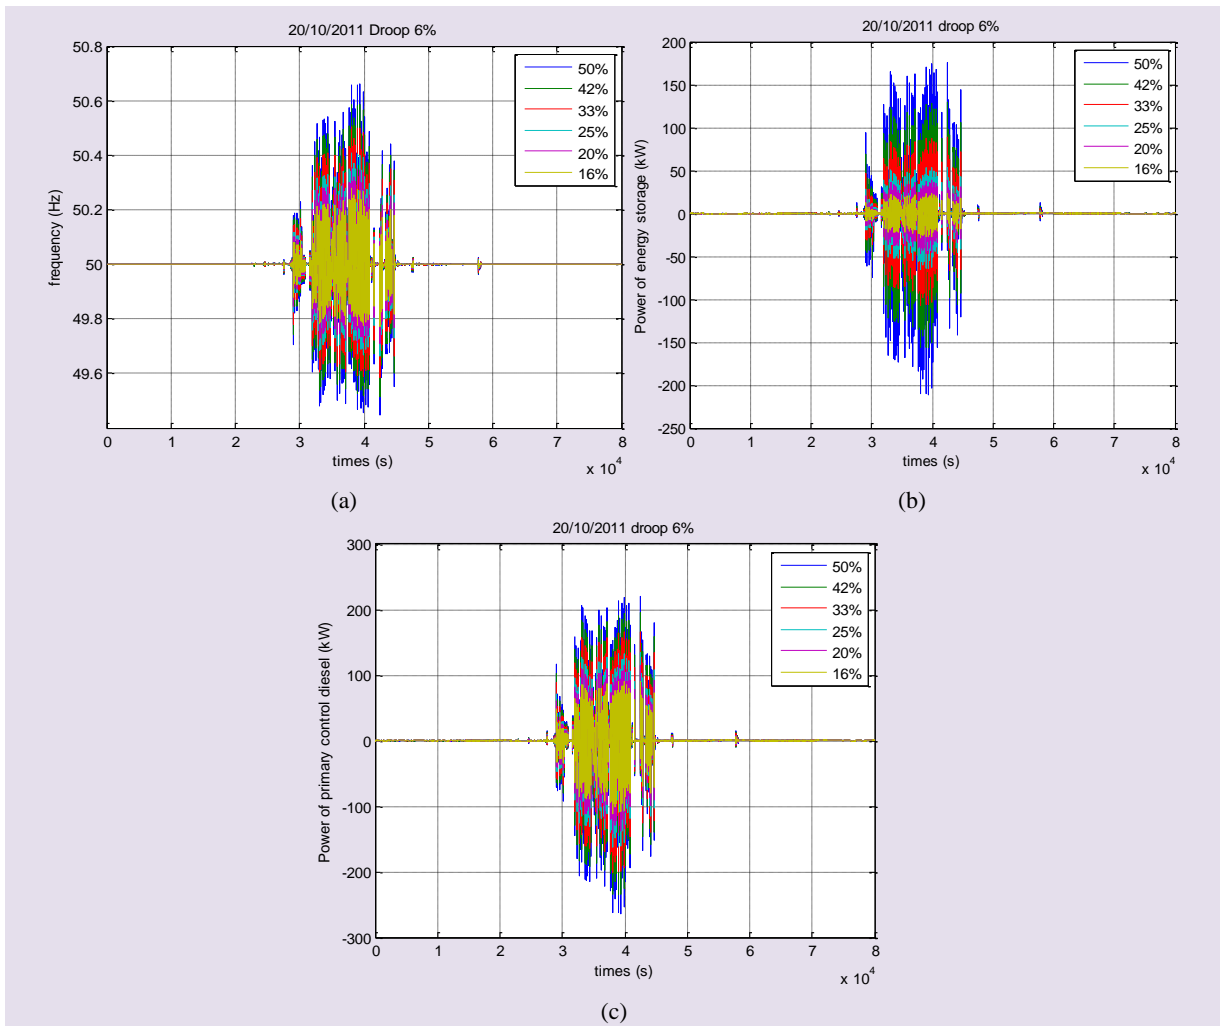 20/10/2011 Droop 6%
50.8
50.6
50.4
50.2
50
49.8
49.6
frequency (Hz)
50%
42%
33%
25%
20%
16%
0 1 2 3 4 5 6 7 8
times (s)
x 10^4
(a)
20/10/2011 droop 6%
200
150
100
50
0
-50
-100
-150
-200
-250
Power of energy storage (kW)
50%
42%
33%
25%
20%
16%
0 1 2 3 4 5 6 7 8
times (s)
x 10^4
(b)
20/10/2011 droop 6%
300
200
100
0
-100
-200
-300
Power of primary control diesel (kW)
50%
42%
33%
25%
20%
16%
0 1 2 3 4 5 6 7 8
times (s)
x 10^4
(c)